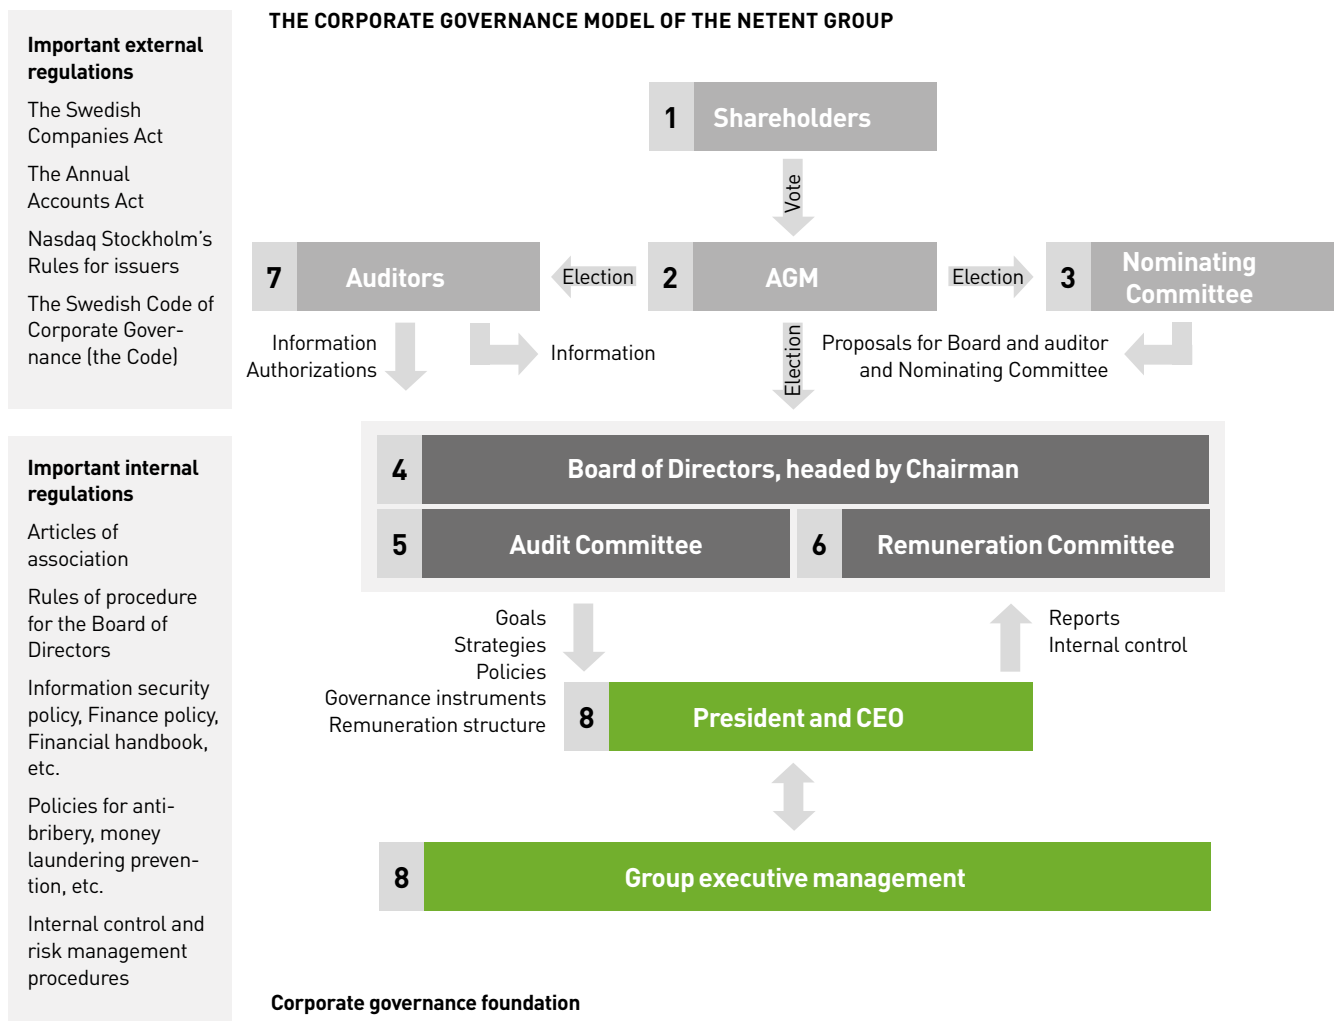 THE CORPORATE GOVERNANCE MODEL OF THE NETENT GROUP
Important external
regulations
The Swedish
Companies Act
The Annual
Accounts Act
Nasdaq Stockholm's
Rules for issuers
The Swedish Code of
Corporate Gover-
nance (the Code)
Important internal
regulations
Articles of
association
Rules of procedure
for the Board of
Directors
Information security
policy, Finance policy,
Financial handbook,
etc.
Policies for anti-
bribery, money
laundering preven-
tion, etc.
Internal control and
risk management
procedures
1 Shareholders
Vote
7 Auditors
Election
2 AGM
Election
3 Nominating
Committee
Information
Authorizations
Information
Election
Proposals for Board and auditor
and Nominating Committee
4 Board of Directors, headed by Chairman
5 Audit Committee
6 Remuneration Committee
Goals
Strategies
Policies
Governance instruments
Remuneration structure
Reports
Internal control
8 President and CEO
8 Group executive management
Corporate governance foundation